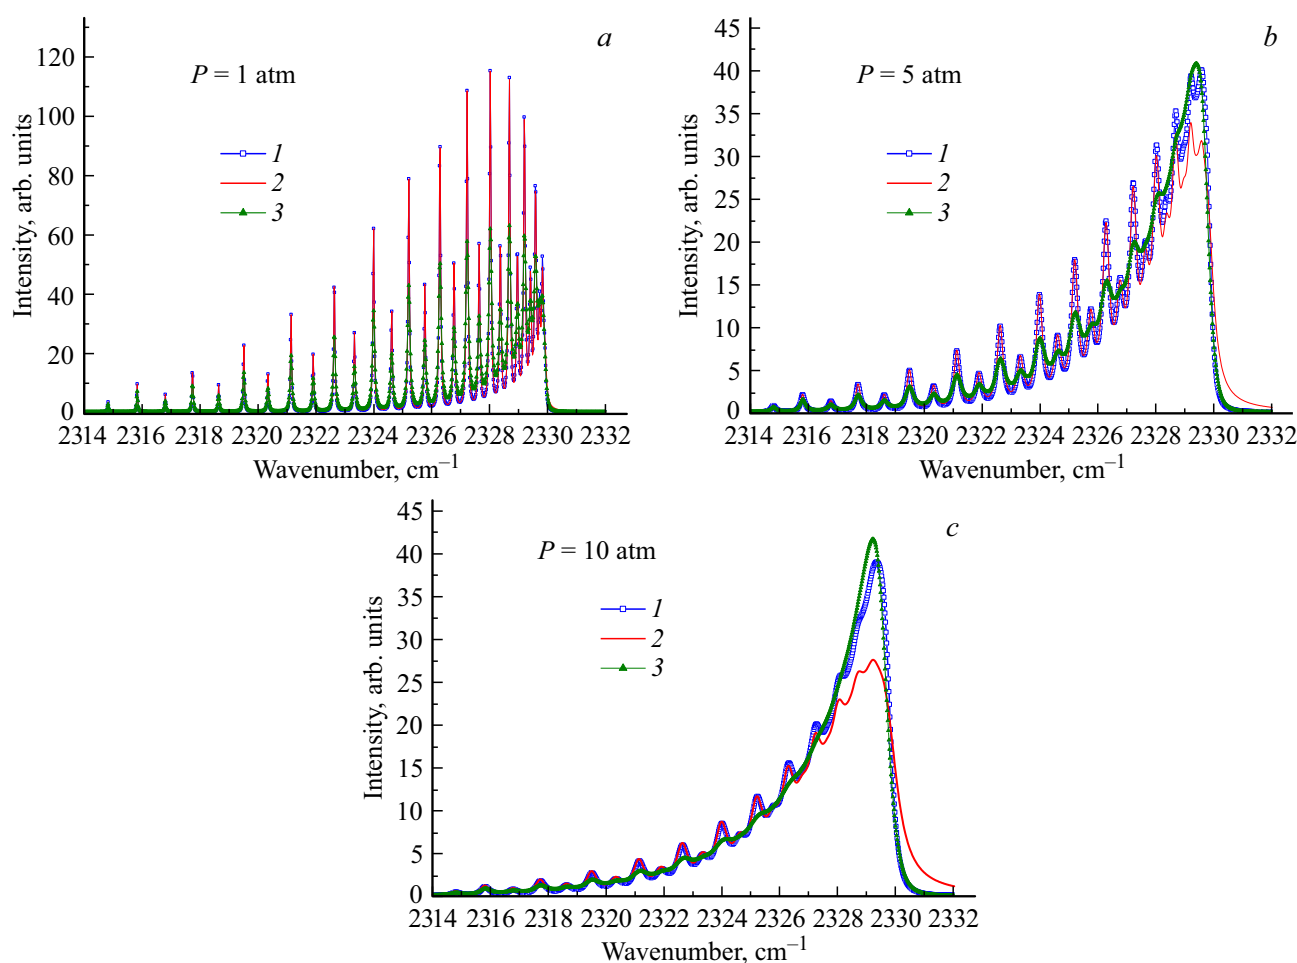 a
P = 1 atm
1
2
3
Intensity, arb. units
120
100
80
60
40
20
0
2314 2316 2318 2320 2322 2324 2326 2328 2330 2332
Wavenumber, cm–1
b
P = 5 atm
1
2
3
Intensity, arb. units
45
40
35
30
25
20
15
10
5
0
2314 2316 2318 2320 2322 2324 2326 2328 2330 2332
Wavenumber, cm–1
c
P = 10 atm
1
2
3
Intensity, arb. units
45
40
35
30
25
20
15
10
5
0
2314 2316 2318 2320 2322 2324 2326 2328 2330 2332
Wavenumber, cm–1